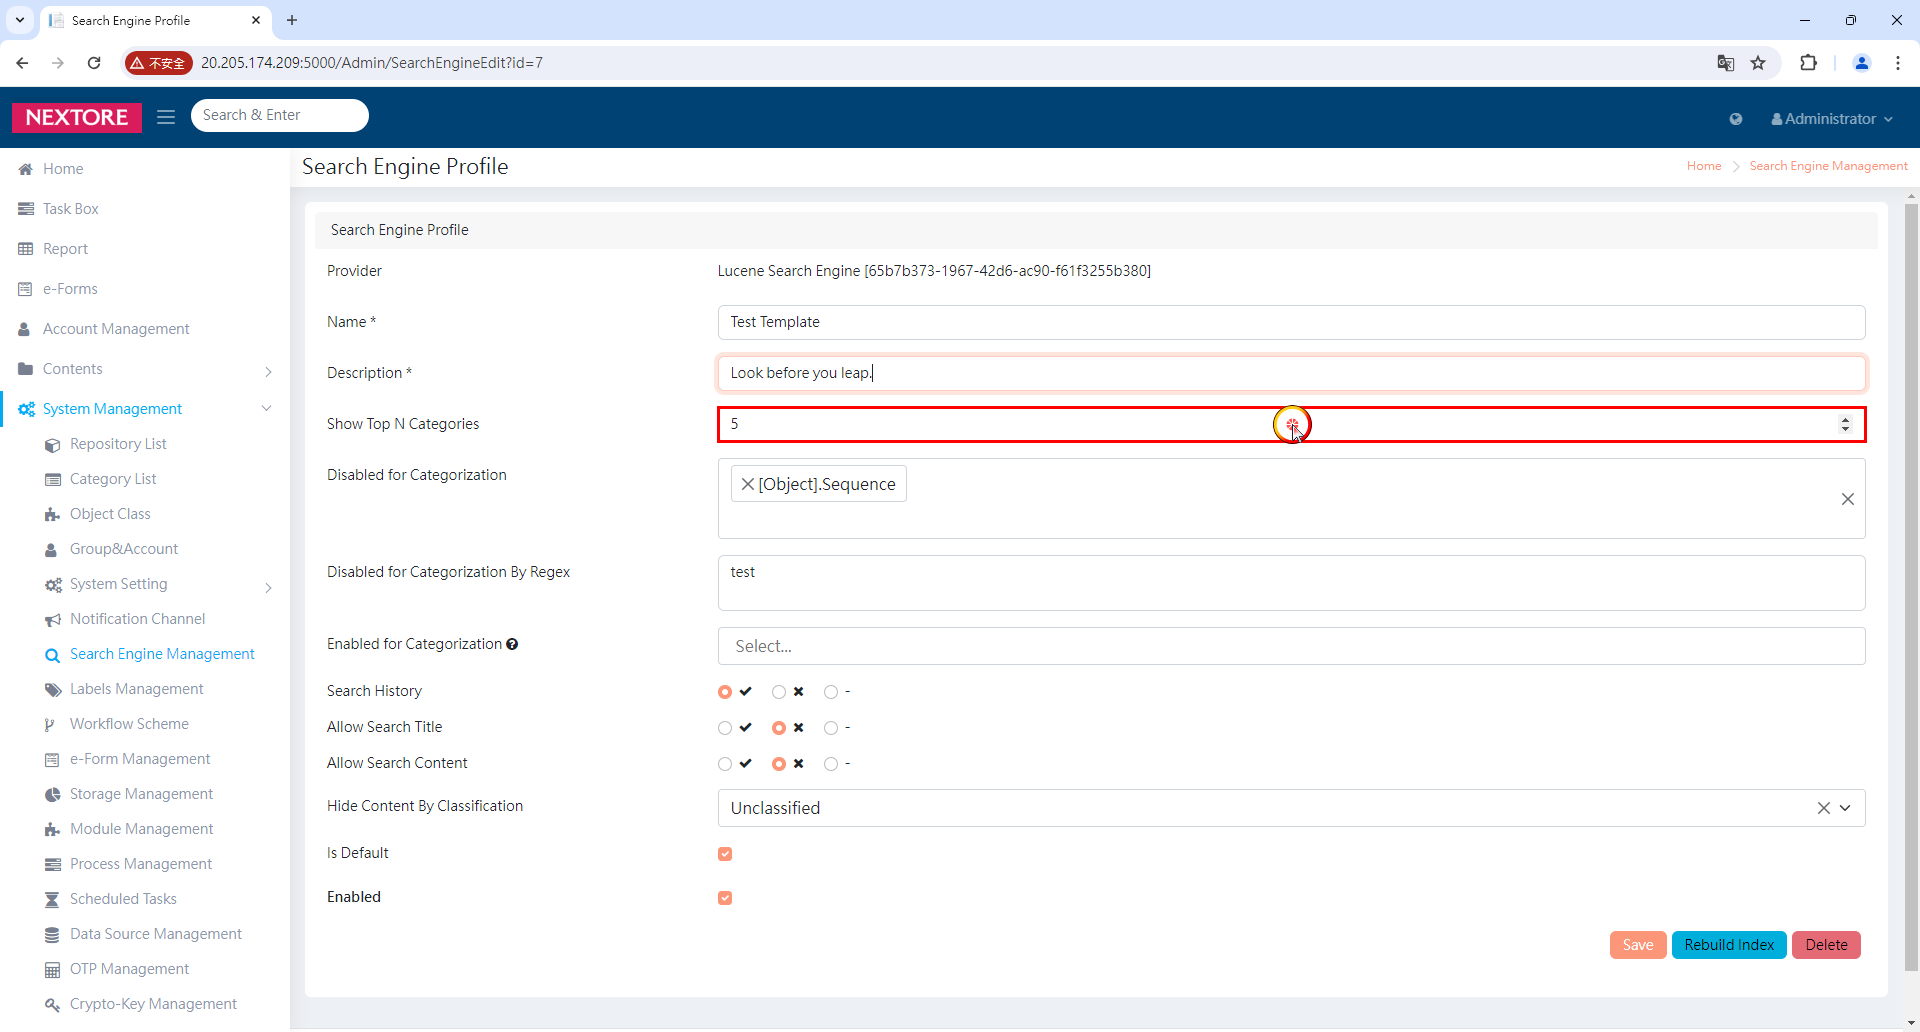 Search Engine Profile
不安全 20.205.174.209:5000/Admin/SearchEngineEdit?id=7
NEXTORE
Search & Enter
Administrator
Search Engine Profile
Home
Search Engine Management
Home
Task Box
Report
e-Forms
Account Management
Contents
System Management
Repository List
Category List
Object Class
Group&Account
System Setting
Notification Channel
Search Engine Management
Labels Management
Workflow Scheme
e-Form Management
Storage Management
Module Management
Process Management
Scheduled Tasks
Data Source Management
OTP Management
Crypto-Key Management
Search Engine Profile
Provider
Lucene Search Engine [65b7b373-1967-42d6-ac90-f61f3255b380]
Name *
Test Template
Description *
Look before you leap.
Show Top N Categories
5
Disabled for Categorization
[Object].Sequence
Disabled for Categorization By Regex
test
Enabled for Categorization
Select...
Search History
-
Allow Search Title
-
Allow Search Content
-
Hide Content By Classification
Unclassified
Is Default
Enabled
Save
Rebuild Index
Delete